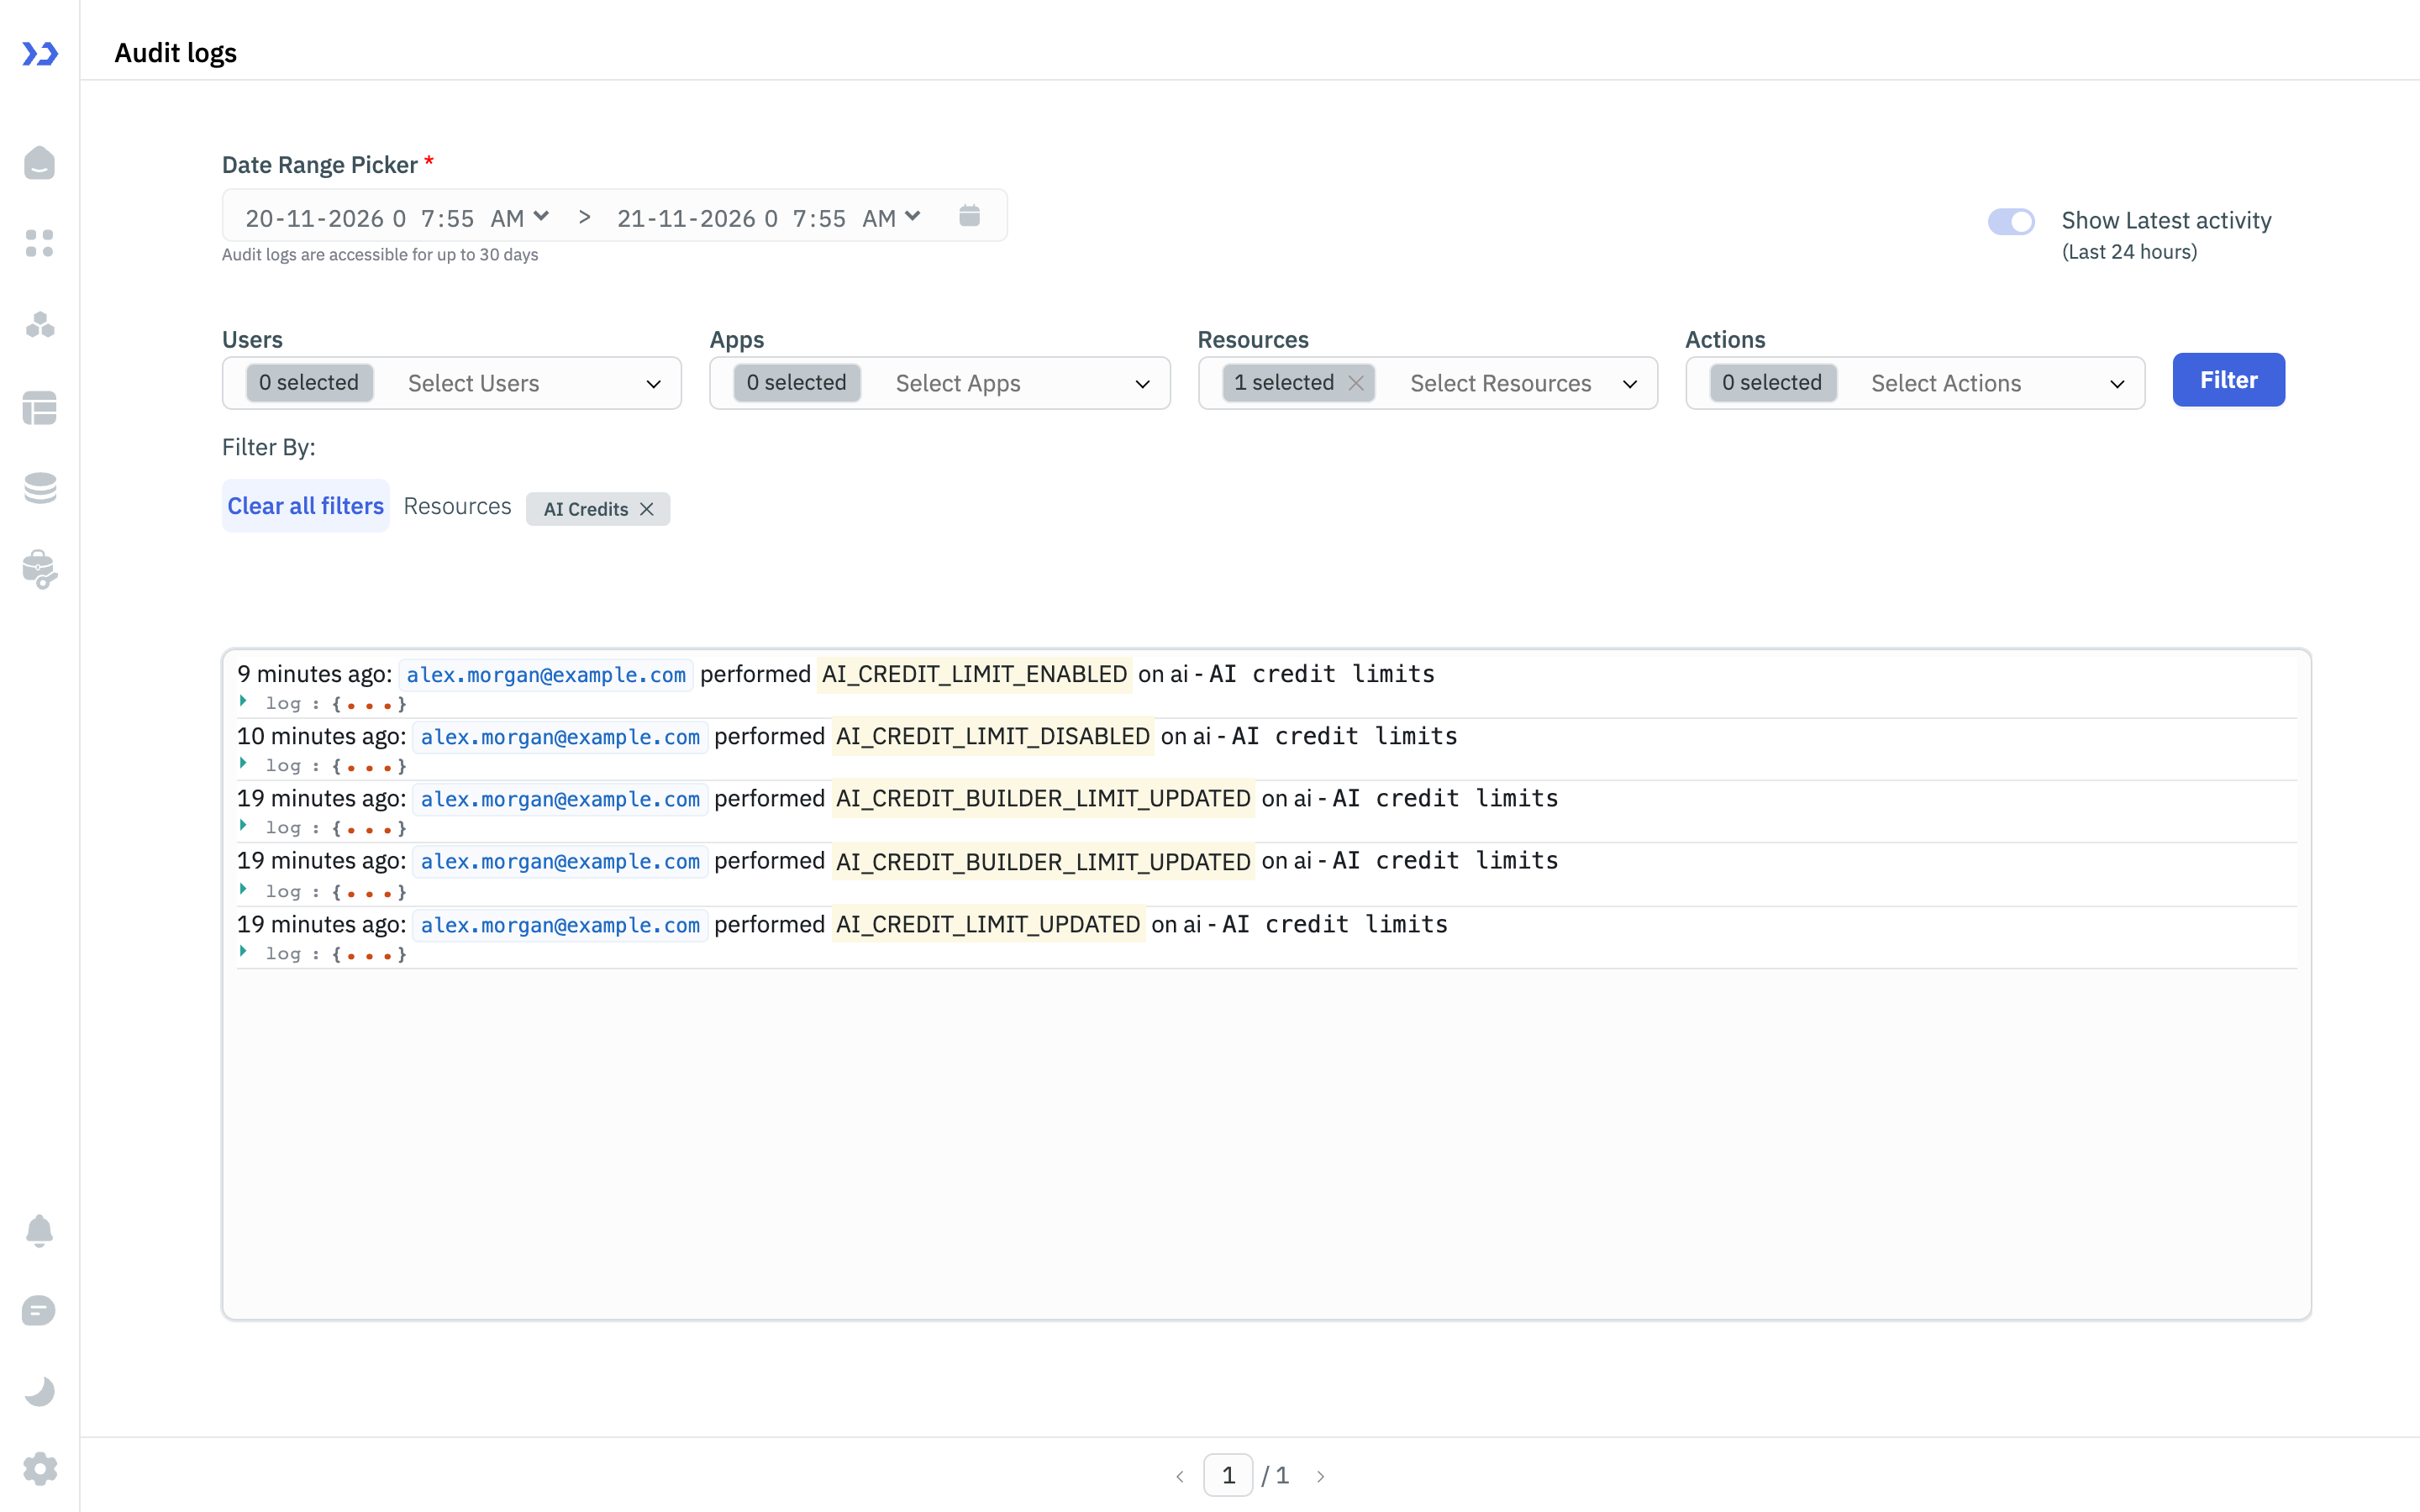 Audit logs
Date Range Picker *
20-11-2026 0 7:55 AM > 21-11-2026 0 7:55 AM
Audit logs are accessible for up to 30 days
Show Latest activity
(Last 24 hours)
Users Apps Resources Actions
0 selected Select Users 0 selected Select Apps 1 selected Select Resources 0 selected Select Actions Filter
Filter By:
Clear all filters Resources AI Credits
9 minutes ago: alex.morgan@example.com performed AI_CREDIT_LIMIT_ENABLED on ai - AI credit limits
log : {...}
10 minutes ago: alex.morgan@example.com performed AI_CREDIT_LIMIT_DISABLED on ai - AI credit limits
log : {...}
19 minutes ago: alex.morgan@example.com performed AI_CREDIT_BUILDER_LIMIT_UPDATED on ai - AI credit limits
log : {...}
19 minutes ago: alex.morgan@example.com performed AI_CREDIT_BUILDER_LIMIT_UPDATED on ai - AI credit limits
log : {...}
19 minutes ago: alex.morgan@example.com performed AI_CREDIT_LIMIT_UPDATED on ai - AI credit limits
log : {...}
1 / 1